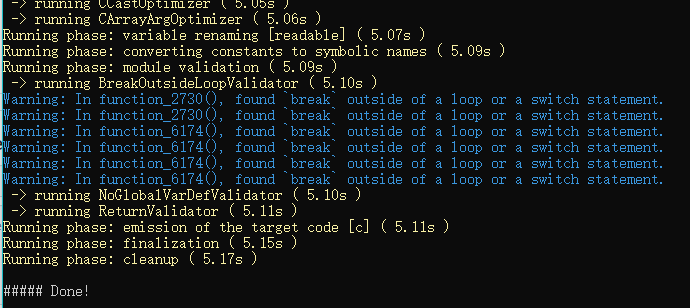 -> running CCastOptimizer ( 5.05s )
-> running CArrayArgOptimizer ( 5.06s )
Running phase: variable renaming [readable] ( 5.07s )
Running phase: converting constants to symbolic names ( 5.09s )
Running phase: module validation ( 5.09s )
-> running BreakOutsideLoopValidator ( 5.10s )
Warning: In function_2730(), found `break` outside of a loop or a switch statement.
Warning: In function_2730(), found `break` outside of a loop or a switch statement.
Warning: In function_6174(), found `break` outside of a loop or a switch statement.
Warning: In function_6174(), found `break` outside of a loop or a switch statement.
Warning: In function_6174(), found `break` outside of a loop or a switch statement.
Warning: In function_6174(), found `break` outside of a loop or a switch statement.
-> running NoGlobalVarDefValidator ( 5.10s )
-> running ReturnValidator ( 5.11s )
Running phase: emission of the target code [c] ( 5.11s )
Running phase: finalization ( 5.15s )
Running phase: cleanup ( 5.17s )
##### Done!